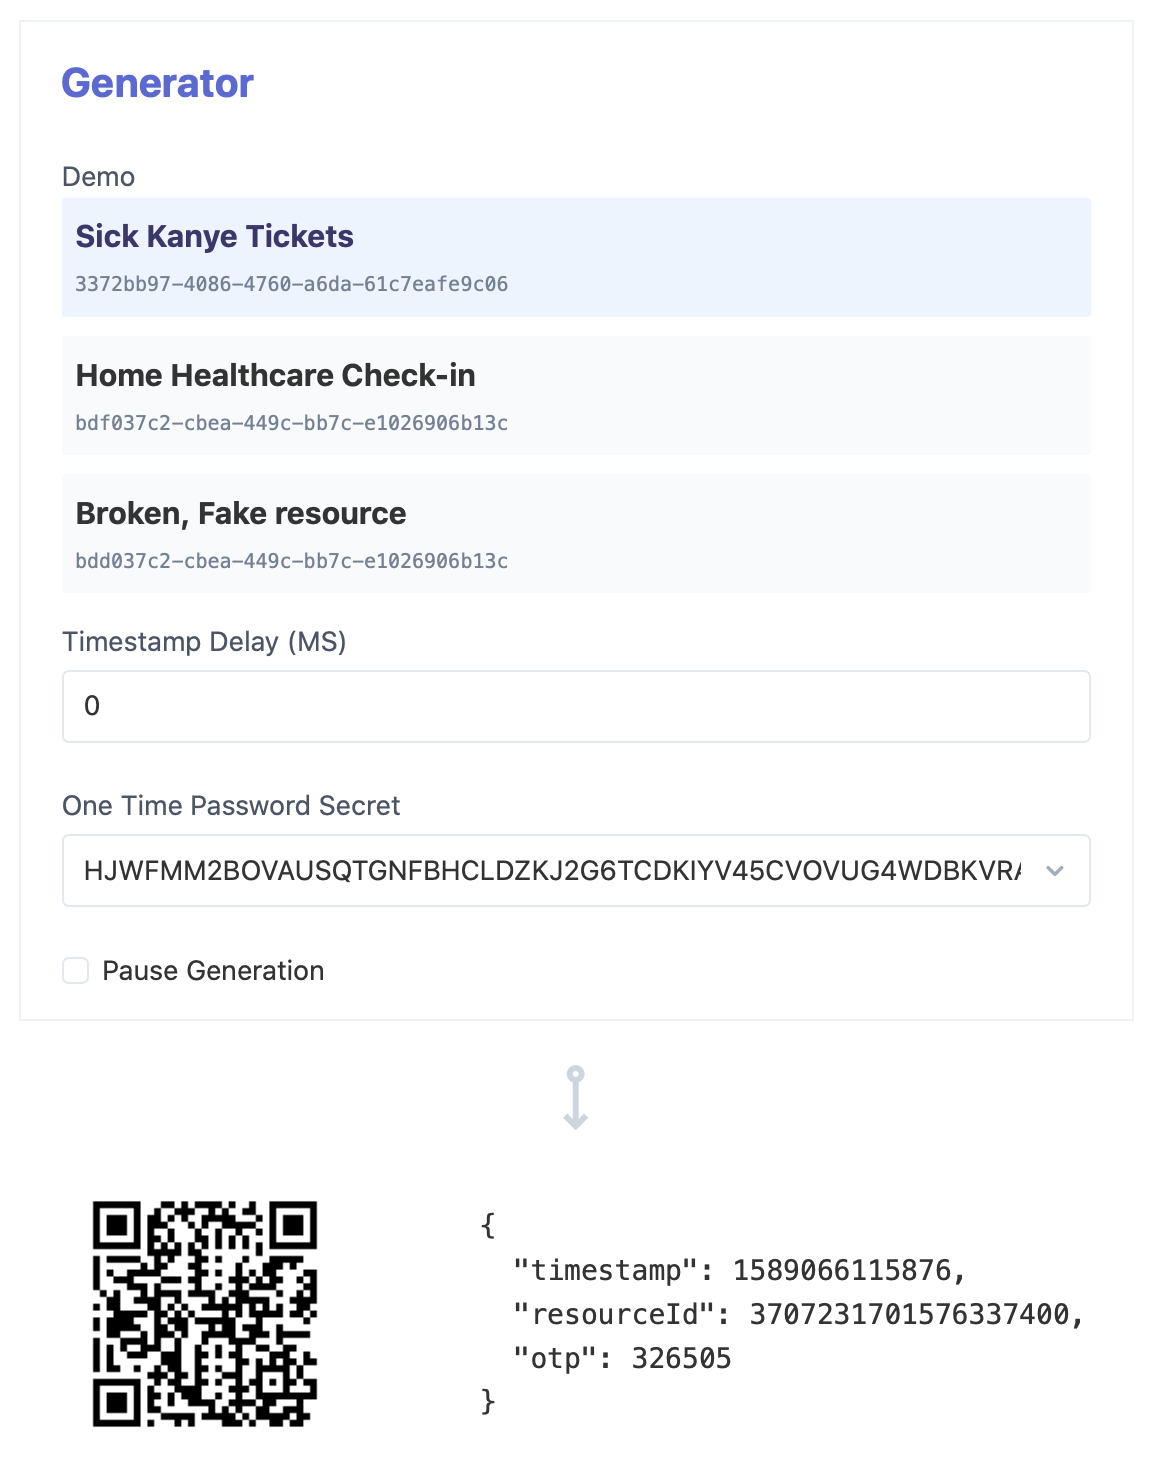 Generator
Demo
Sick Kanye Tickets
3372bb97-4086-4760-a6da-61c7eafe9c06
Home Healthcare Check-in
bdf037c2-cbea-449c-bb7c-e1026906b13c
Broken, Fake resource
bdd037c2-cbea-449c-bb7c-e1026906b13c
Timestamp Delay (MS)
0
One Time Password Secret
HJWFMM2BOVAUSQTGNFBHCLDZKJ2G6TCDKIYV45CVOVUG4WDBKVRA
Pause Generation
{
"timestamp": 1589066115876,
"resourceId": 3707231701576337400,
"otp": 326505
}